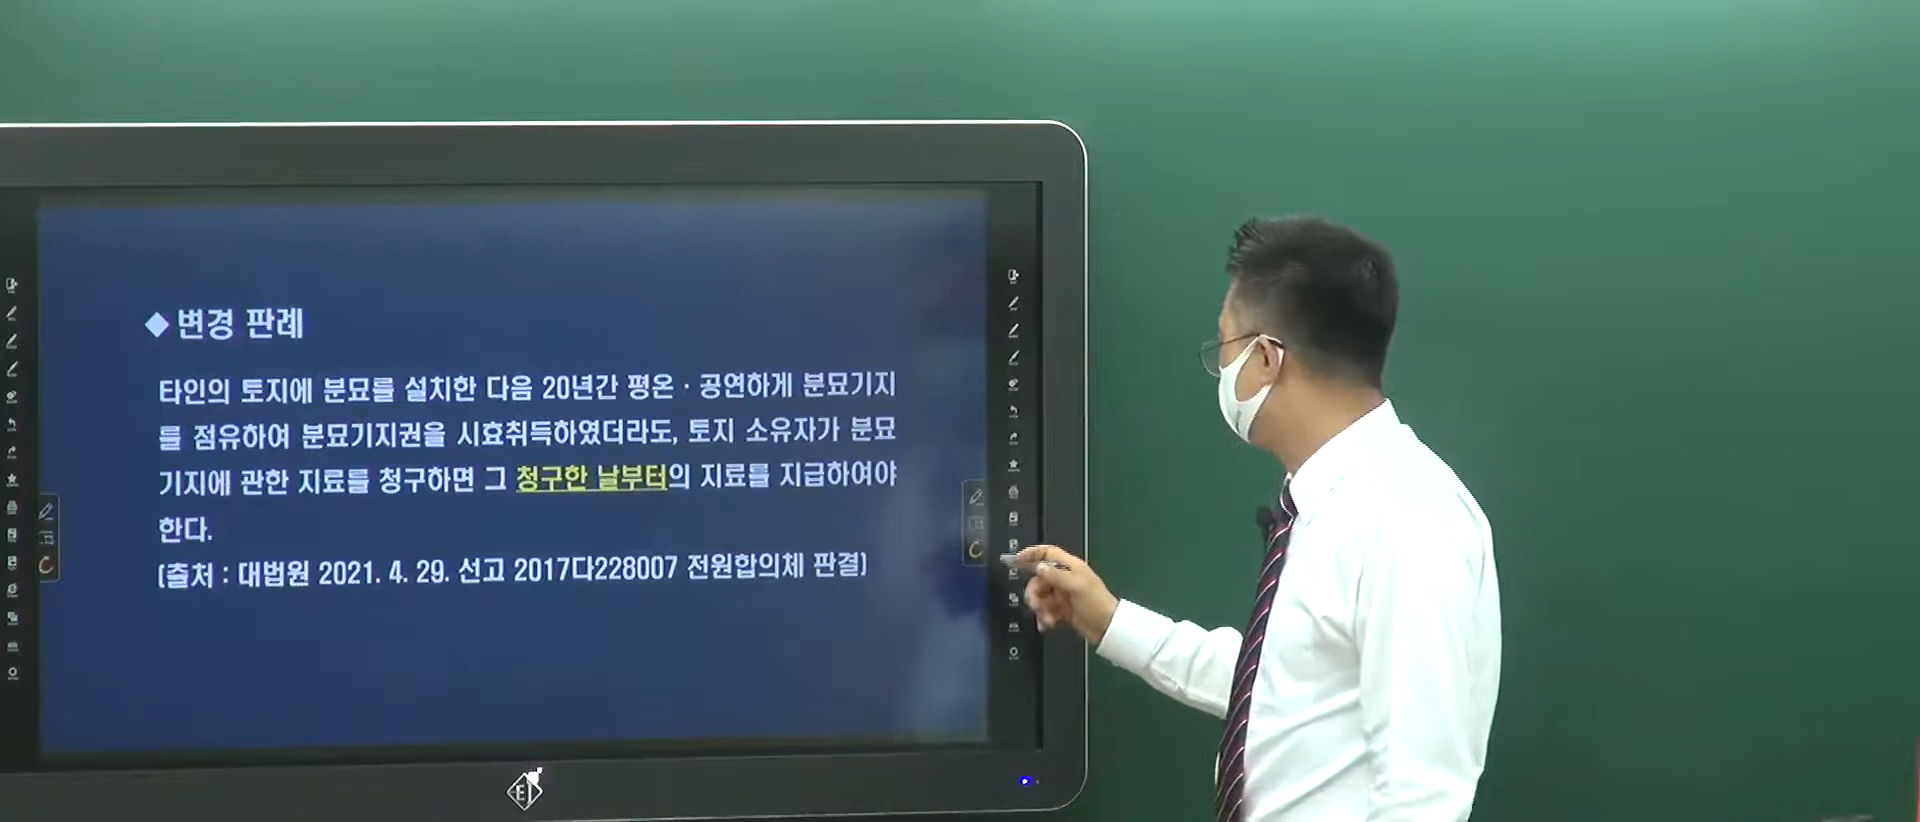 ◆ 변경 판례
타인의 토지에 분묘를 설치한 다음 20년간 평온 · 공연하게 분묘기지
를 점유하여 분묘기지권을 시효취득하였더라도, 토지 소유자가 분묘
기지에 관한 지료를 청구하면 그 청구한 날부터의 지료를 지급하여야
한다.
(출처 : 대법원 2021. 4. 29. 선고 2017다228007 전원합의체 판결)